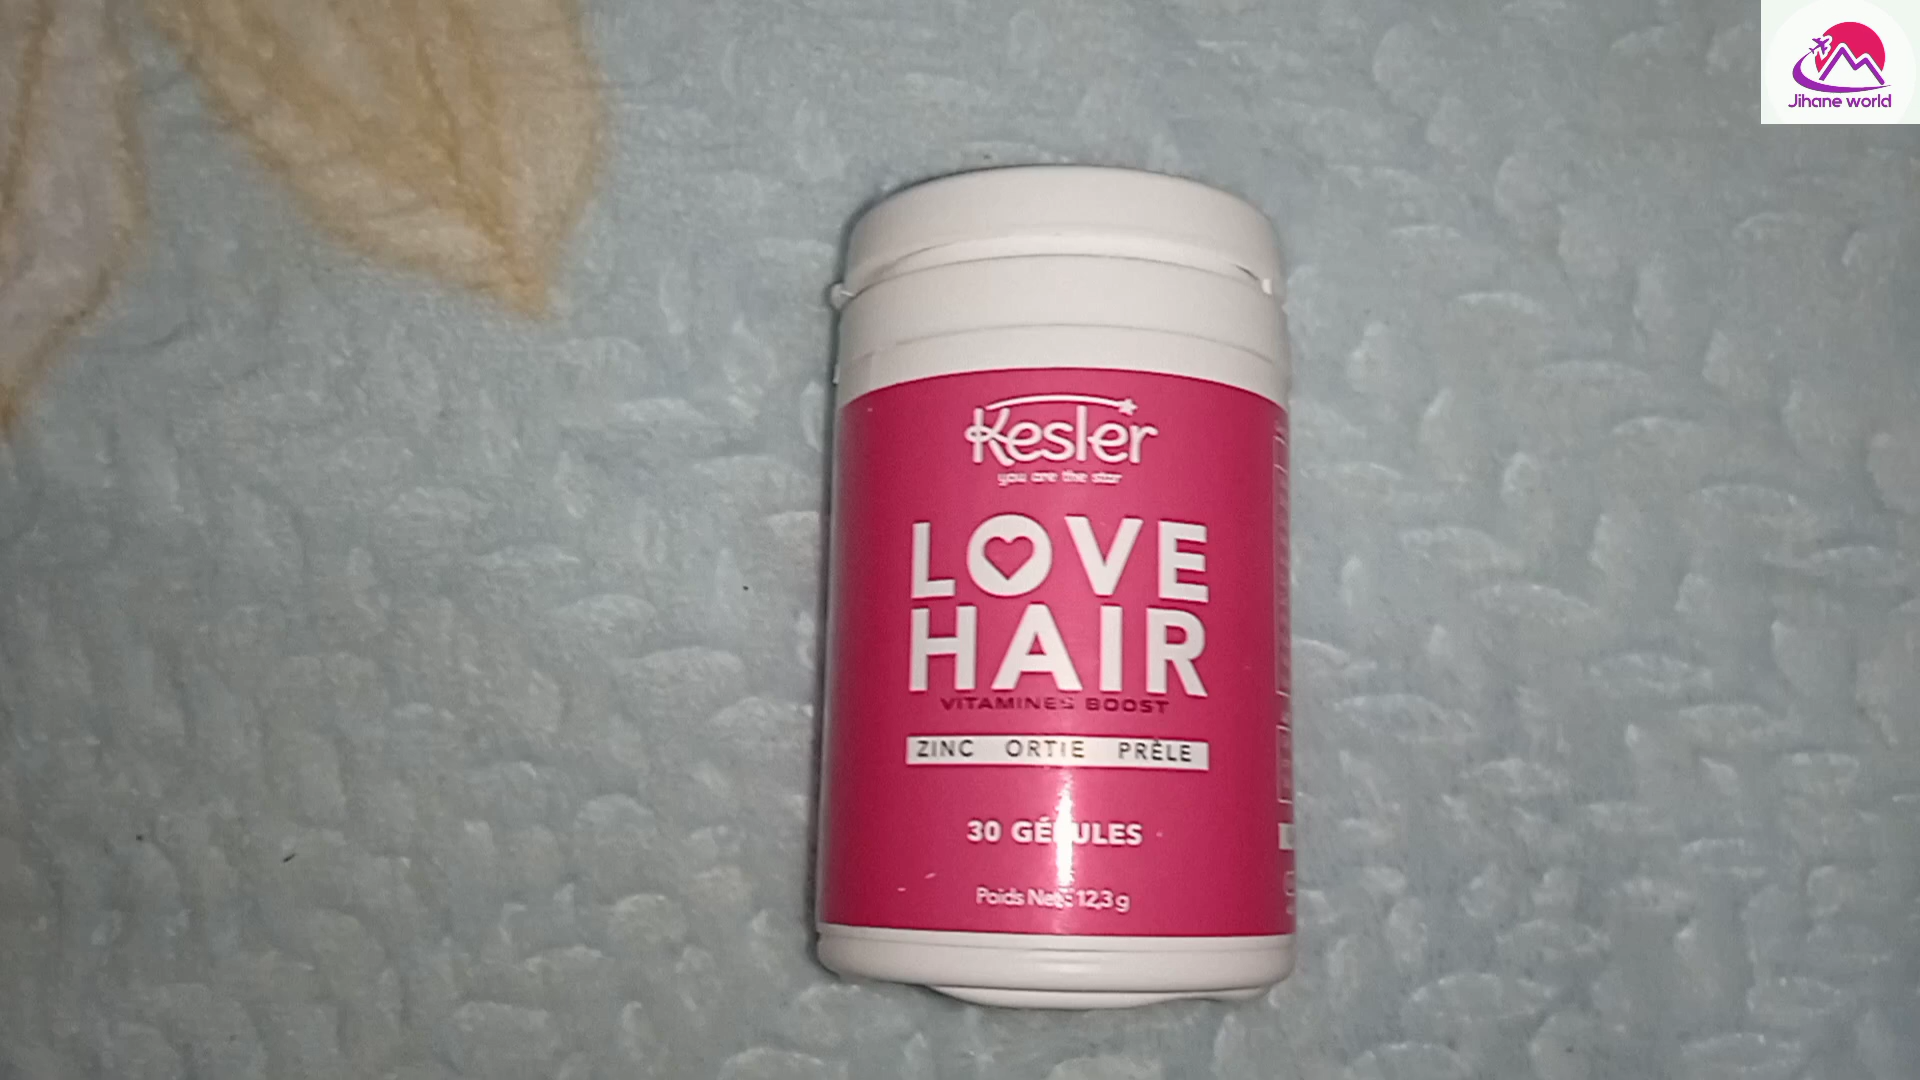 Jihane world
Kesler
you are the star
LOVE
HAIR
VITAMINES BOOST
ZINC ORTIE PRÊLE
30 GÉLULES
Poids Net : 12,3 g